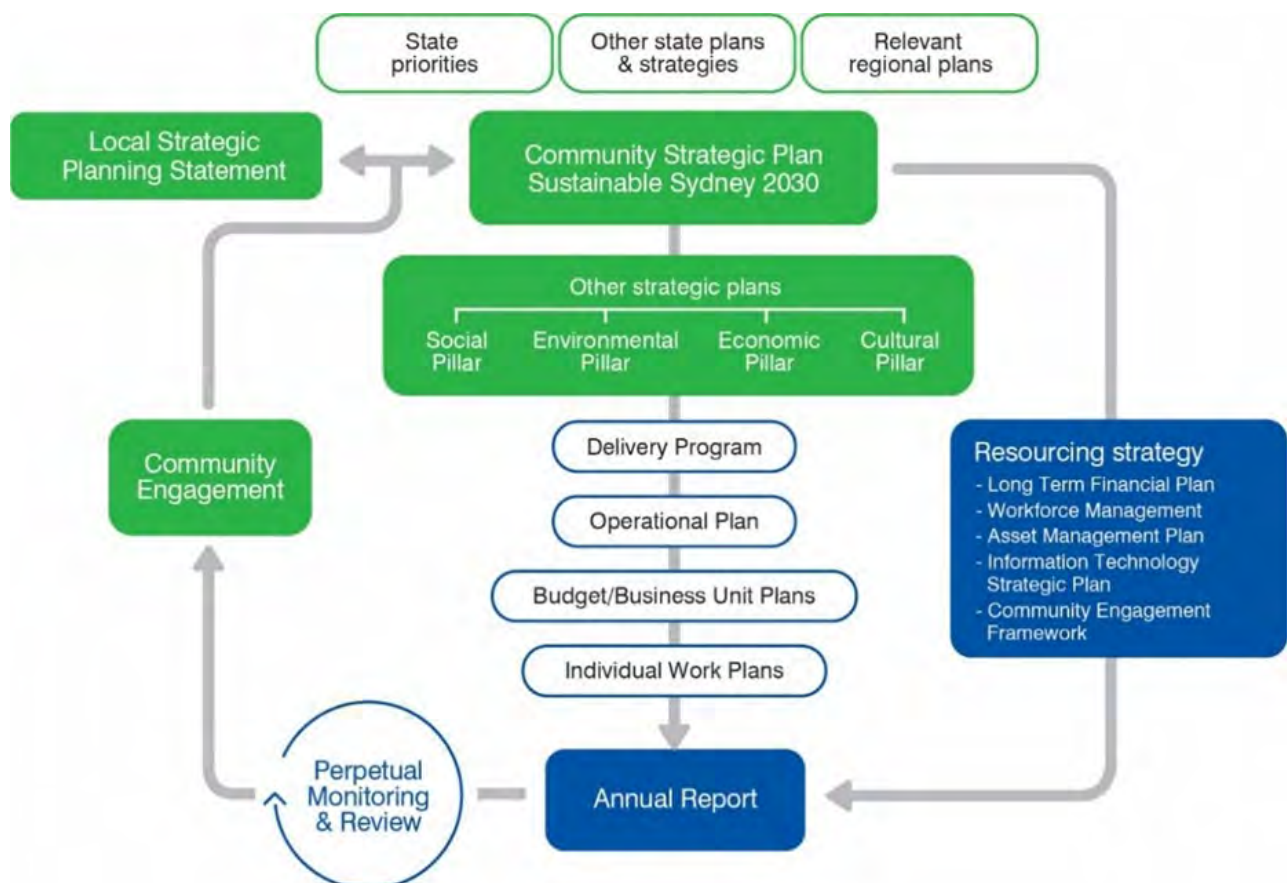 State
priorities
Other state plans
& strategies
Relevant
regional plans
Local Strategic
Planning Statement
Community Strategic Plan
Sustainable Sydney 2030
Other strategic plans
Social
Pillar
Environmental
Pillar
Economic
Pillar
Cultural
Pillar
Delivery Program
Community
Engagement
Operational Plan
Budget/Business Unit Plans
Individual Work Plans
Resourcing strategy
- Long Term Financial Plan
- Workforce Management
- Asset Management Plan
- Information Technology
Strategic Plan
- Community Engagement
Framework
Perpetual
Monitoring
& Review
Annual Report